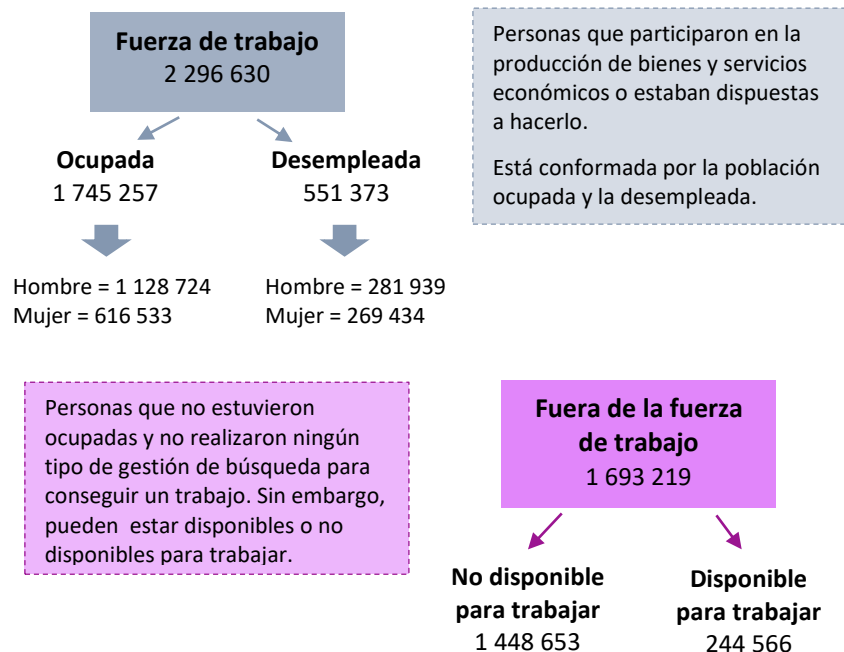 Fuerza de trabajo
2 296 630
Personas que participaron en la
producción de bienes y servicios
económicos o estaban dispuestas
a hacerlo.
Está conformada por la población
ocupada y la desempleada.
Ocupada
1 745 257
Desempleada
551 373
Hombre = 1 128 724
Mujer = 616 533
Hombre = 281 939
Mujer = 269 434
Personas que no estuvieron
ocupadas y no realizaron ningún
tipo de gestión de búsqueda para
conseguir un trabajo. Sin embargo,
pueden estar disponibles o no
disponibles para trabajar.
Fuera de la fuerza
de trabajo
1 693 219
No disponible
para trabajar
1 448 653
Disponible
para trabajar
244 566